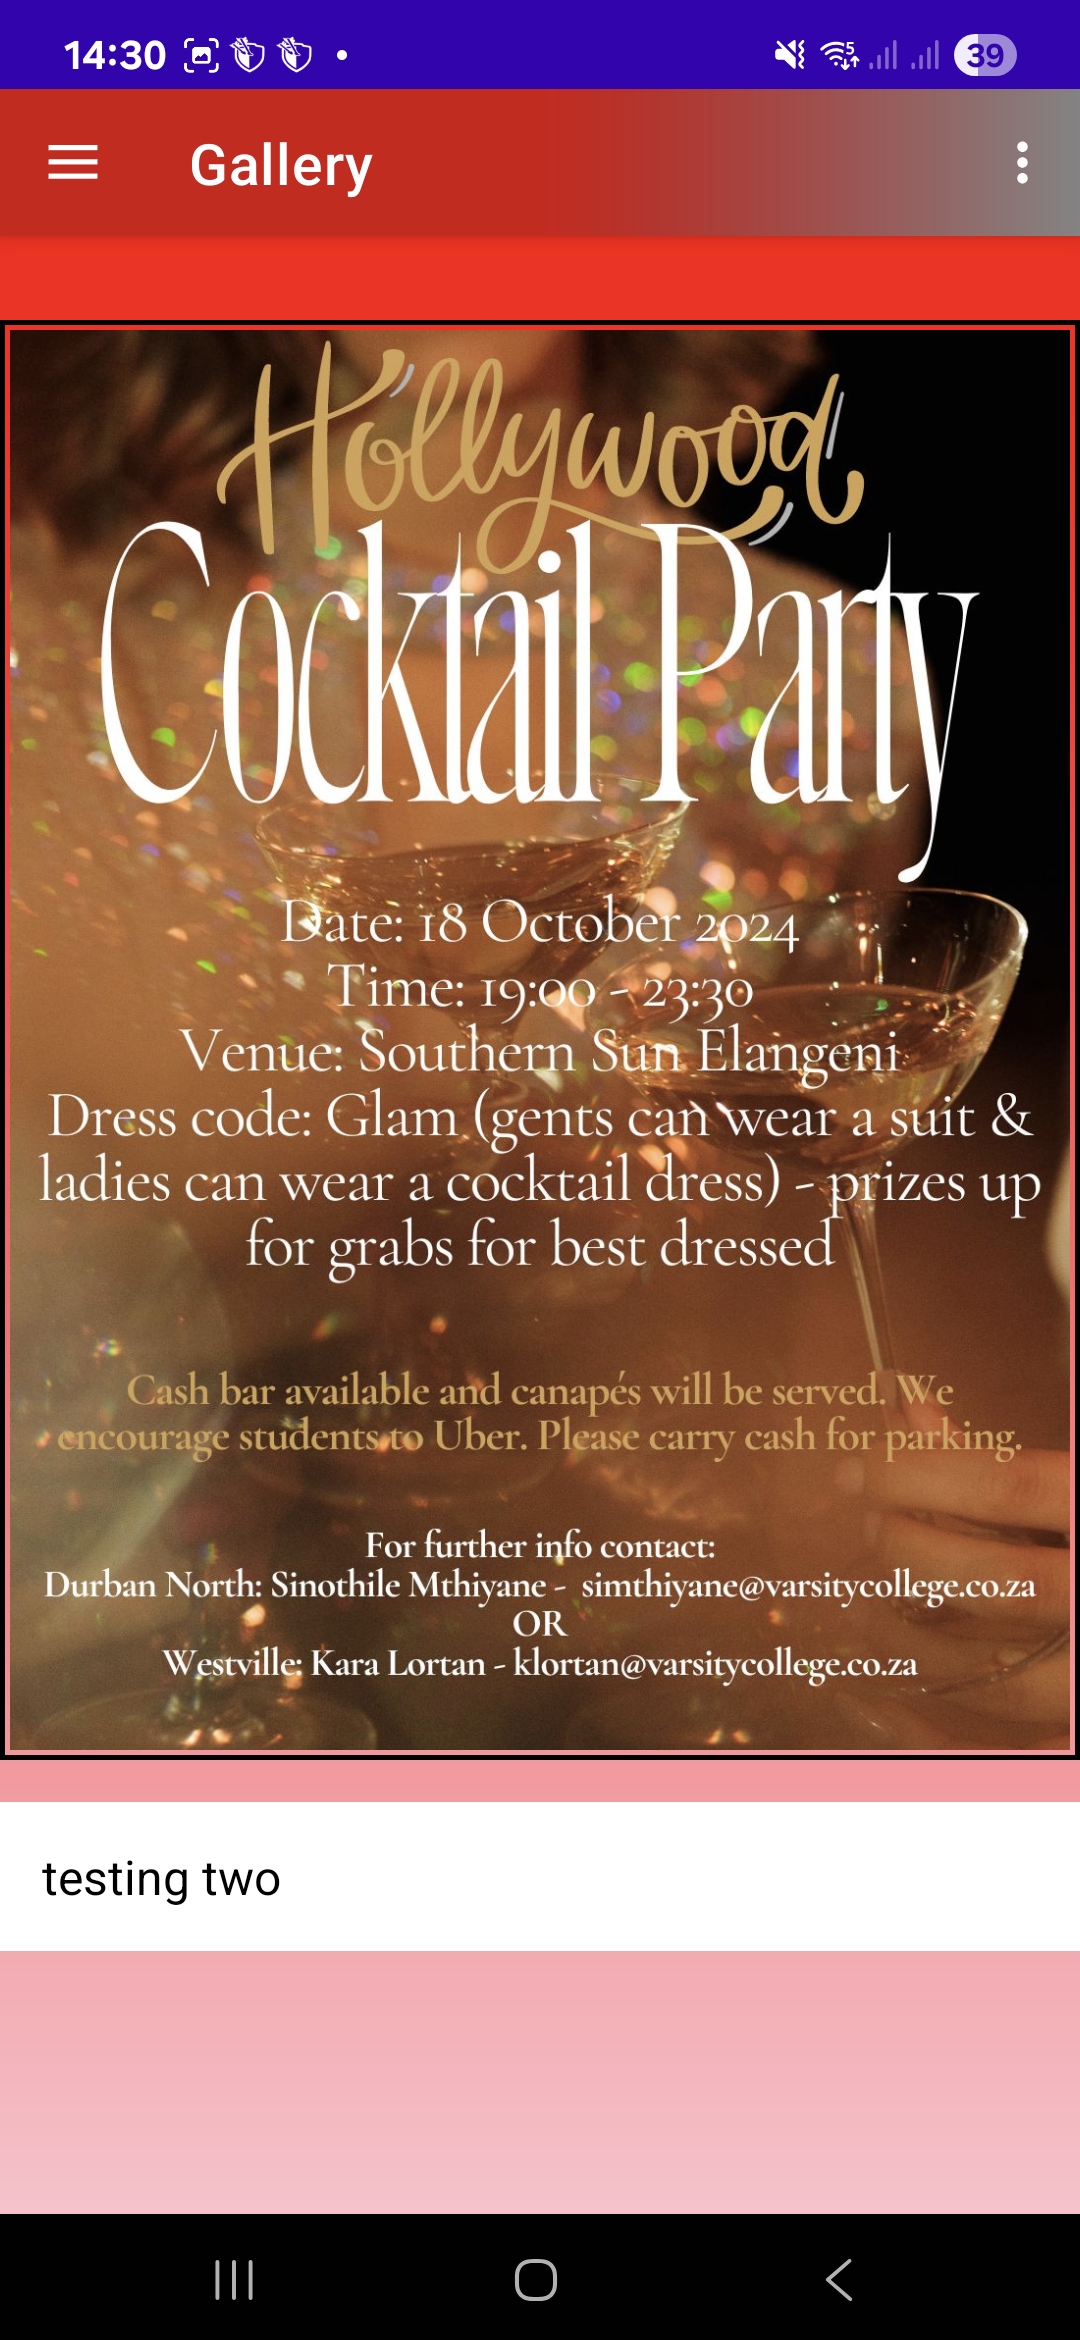 14:30
5
39
Gallery
Hollywood
Cocktail Party
Date: 18 October 2024
Time: 19:00 - 23:30
Venue: Southern Sun Elangeni
Dress code: Glam (gents can wear a suit &
ladies can wear a cocktail dress) - prizes up
for grabs for best dressed
Cash bar available and canapés will be served. We
encourage students to Uber. Please carry cash for parking.
For further info contact:
Durban North: Sinothile Mthiyane - simthiyane@varsitycollege.co.za
OR
Westville: Kara Lortan - klortan@varsitycollege.co.za
testing two